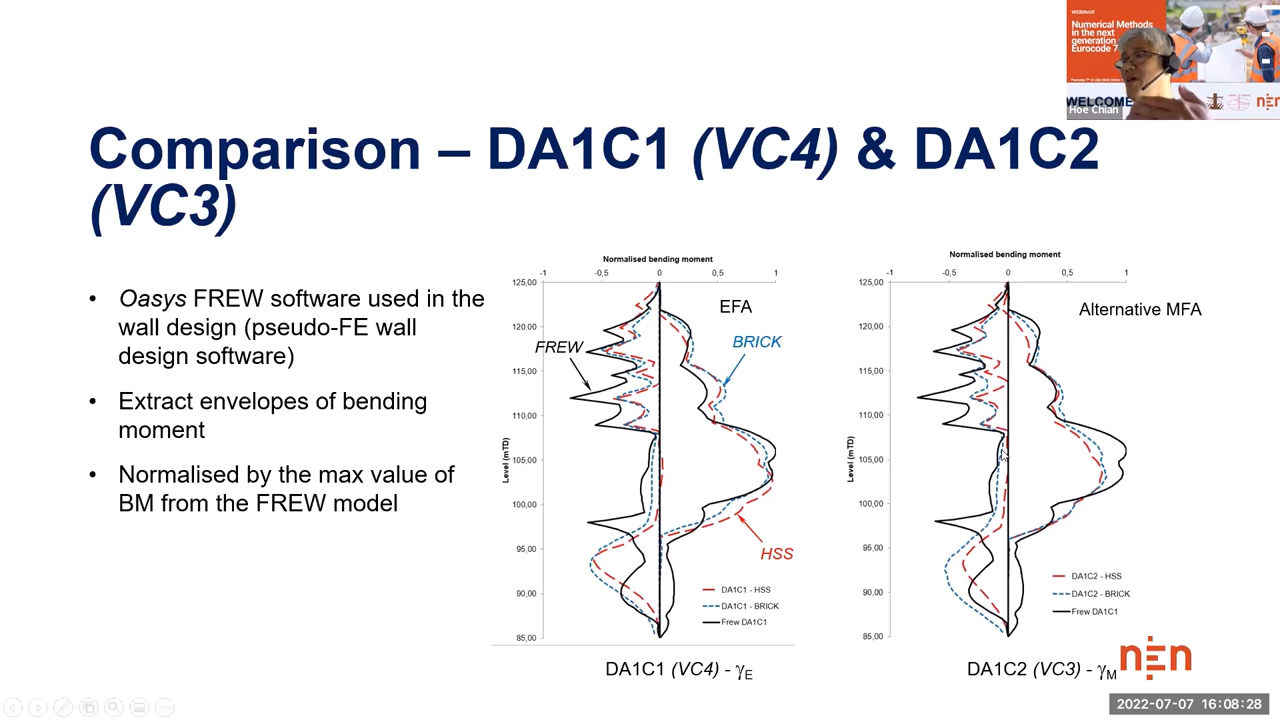 WEBINAR
Numerical Methods
in the next
generation
Eurocode 7
WELCOME
nen
Hoe Chian
Comparison – DA1C1 (VC4) & DA1C2
(VC3)
• Oasys FREW software used in the
wall design (pseudo-FE wall
design software)
• Extract envelopes of bending
moment
• Normalised by the max value of
BM from the FREW model
Normalised bending moment
-1 -0,5 0 0,5 1
125,00
120,00
115,00
110,00
105,00
100,00
95,00
90,00
85,00
Level (mTD)
EFA
FREW
BRICK
HSS
DA1C1 - HSS
DA1C1 - BRICK
Frew DA1C1
DA1C1 (VC4) - γE
Normalised bending moment
-1 -0,5 0 0,5 1
125,00
120,00
115,00
110,00
105,00
100,00
95,00
90,00
85,00
Level (mTD)
Alternative MFA
DA1C2 - HSS
DA1C2 - BRICK
Frew DA1C1
DA1C2 (VC3) - γM
nen
2022-07-07 16:08:28